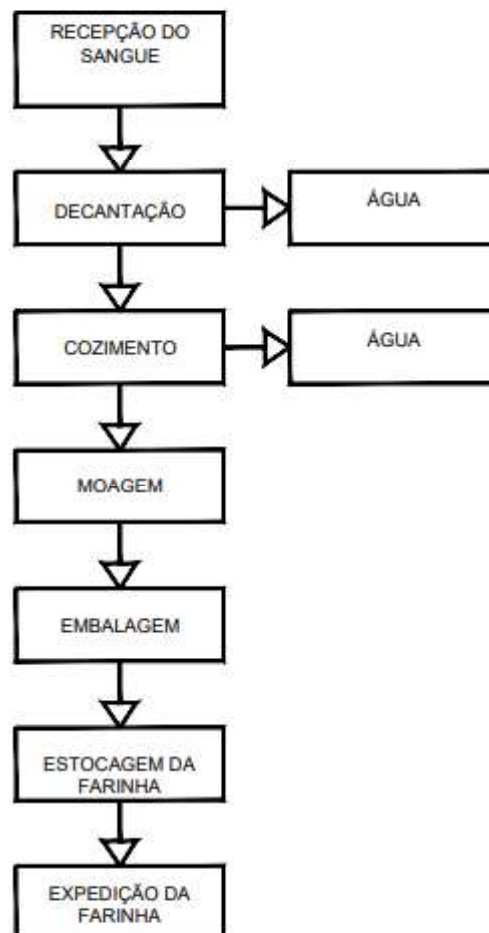 RECEPÇÃO DO
SANGUE
DECANTAÇÃO
ÁGUA
COZIMENTO
ÁGUA
MOAGEM
EMBALAGEM
ESTOCAGEM DA
FARINHA
EXPEDIÇÃO DA
FARINHA